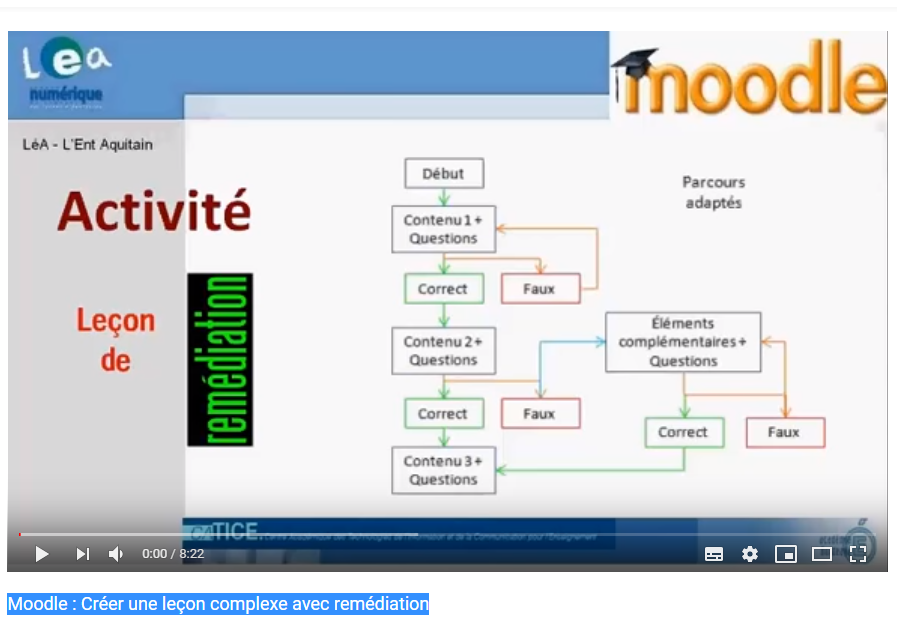 Léa
numérique
moodle
LéA - L'Ent Aquitain
Activité
Leçon
de
remédiation
Début
Parcours
adaptés
Contenu 1+
Questions
Correct
Faux
Contenu 2+
Questions
Éléments
complémentaires +
Questions
Correct
Faux
Correct
Faux
Contenu 3+
Questions
CATICE
0:00 / 8:22
Moodle : Créer une leçon complexe avec remédiation